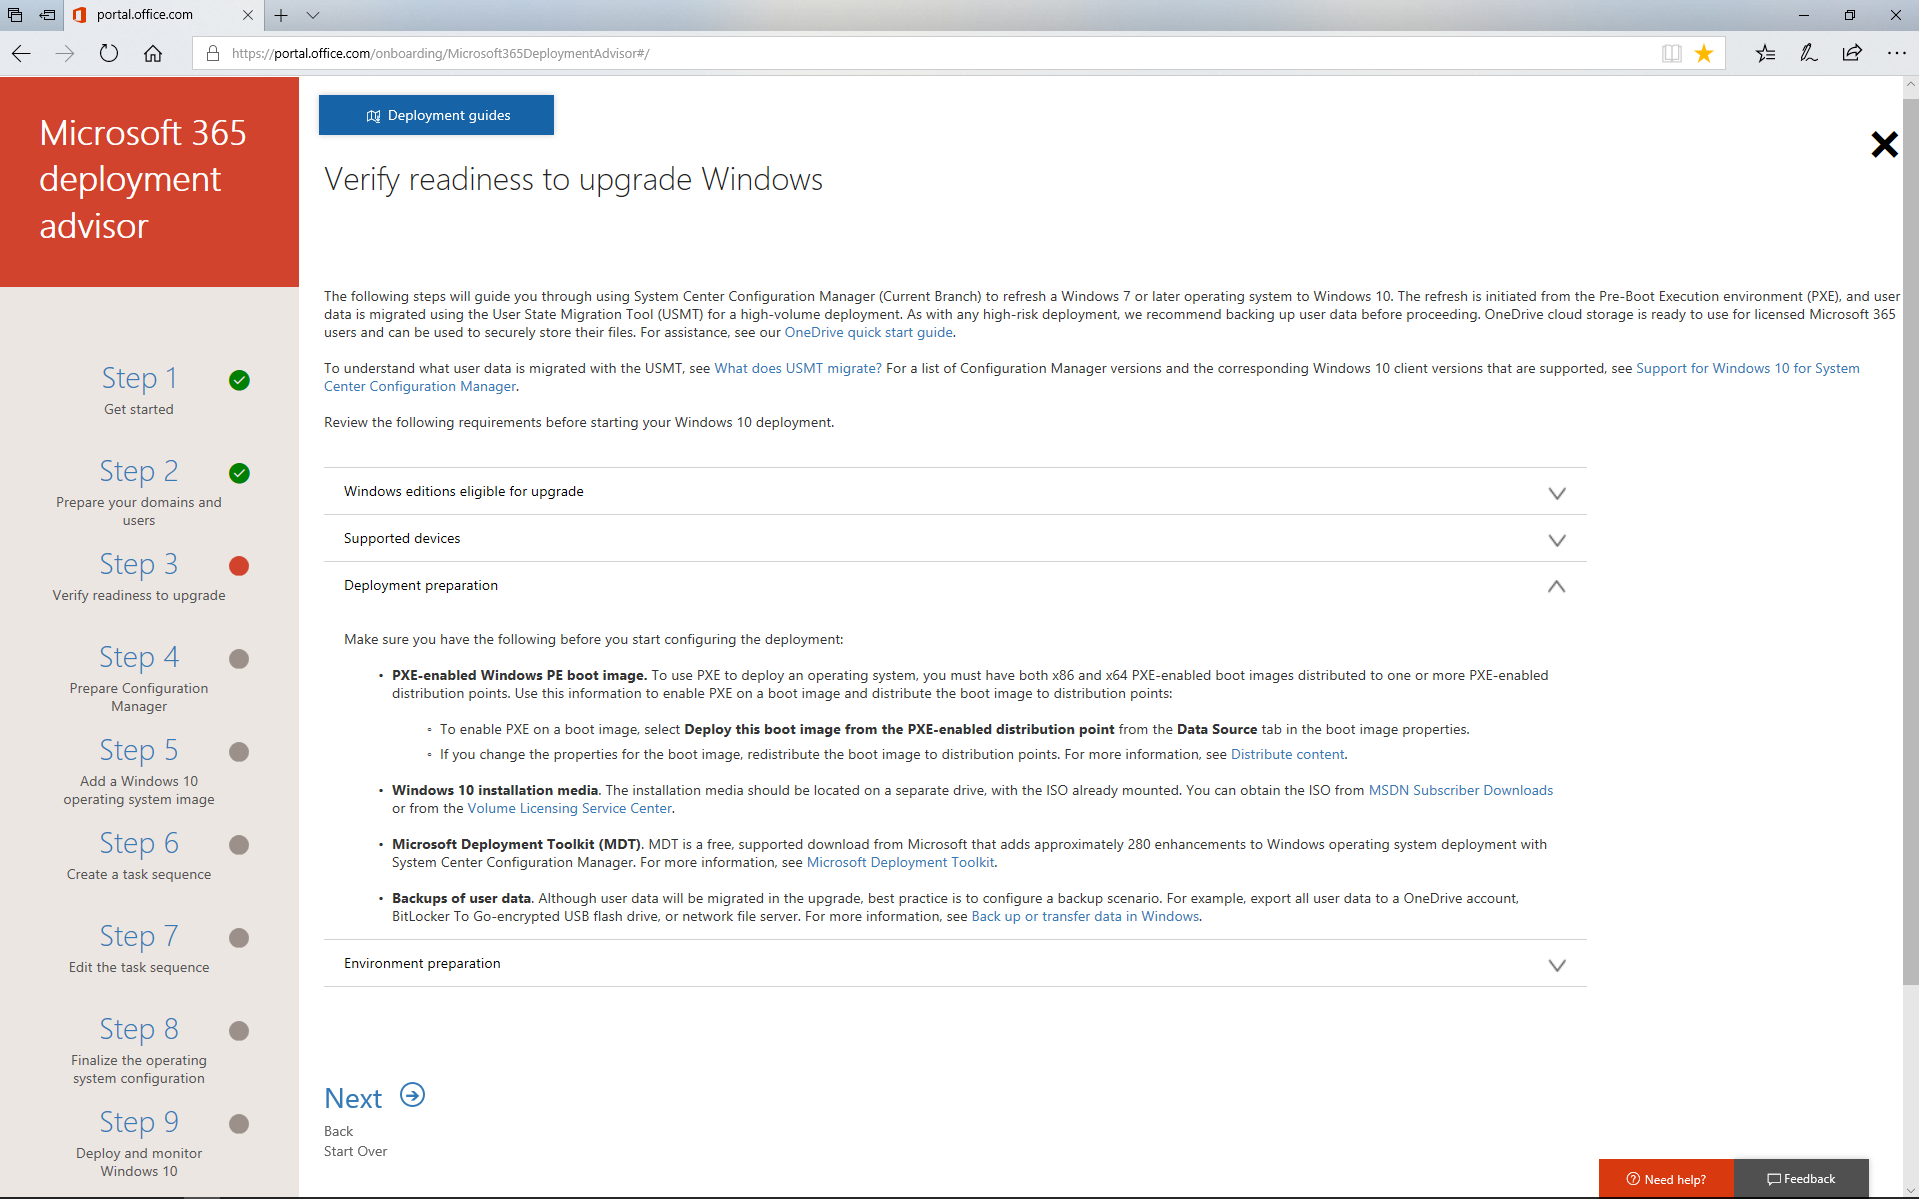 portal.office.com
https://portal.office.com/onboarding/Microsoft365DeploymentAdvisor#/
Microsoft 365
deployment
advisor
Step 1
Get started
Step 2
Prepare your domains and
users
Step 3
Verify readiness to upgrade
Step 4
Prepare Configuration
Manager
Step 5
Add a Windows 10
operating system image
Step 6
Create a task sequence
Step 7
Edit the task sequence
Step 8
Finalize the operating
system configuration
Step 9
Deploy and monitor
Windows 10
Deployment guides
Verify readiness to upgrade Windows
The following steps will guide you through using System Center Configuration Manager (Current Branch) to refresh a Windows 7 or later operating system to Windows 10. The refresh is initiated from the Pre-Boot Execution environment (PXE), and user
data is migrated using the User State Migration Tool (USMT) for a high-volume deployment. As with any high-risk deployment, we recommend backing up user data before proceeding. OneDrive cloud storage is ready to use for licensed Microsoft 365
users and can be used to securely store their files. For assistance, see our OneDrive quick start guide.
To understand what user data is migrated with the USMT, see What does USMT migrate? For a list of Configuration Manager versions and the corresponding Windows 10 client versions that are supported, see Support for Windows 10 for System
Center Configuration Manager.
Review the following requirements before starting your Windows 10 deployment.
Windows editions eligible for upgrade
Supported devices
Deployment preparation
Make sure you have the following before you start configuring the deployment:
• PXE-enabled Windows PE boot image. To use PXE to deploy an operating system, you must have both x86 and x64 PXE-enabled boot images distributed to one or more PXE-enabled
distribution points. Use this information to enable PXE on a boot image and distribute the boot image to distribution points:
◦ To enable PXE on a boot image, select Deploy this boot image from the PXE-enabled distribution point from the Data Source tab in the boot image properties.
◦ If you change the properties for the boot image, redistribute the boot image to distribution points. For more information, see Distribute content.
• Windows 10 installation media. The installation media should be located on a separate drive, with the ISO already mounted. You can obtain the ISO from MSDN Subscriber Downloads
or from the Volume Licensing Service Center.
• Microsoft Deployment Toolkit (MDT). MDT is a free, supported download from Microsoft that adds approximately 280 enhancements to Windows operating system deployment with
System Center Configuration Manager. For more information, see Microsoft Deployment Toolkit.
• Backups of user data. Although user data will be migrated in the upgrade, best practice is to configure a backup scenario. For example, export all user data to a OneDrive account,
BitLocker To Go-encrypted USB flash drive, or network file server. For more information, see Back up or transfer data in Windows.
Environment preparation
Next
Back
Start Over
Need help?
Feedback